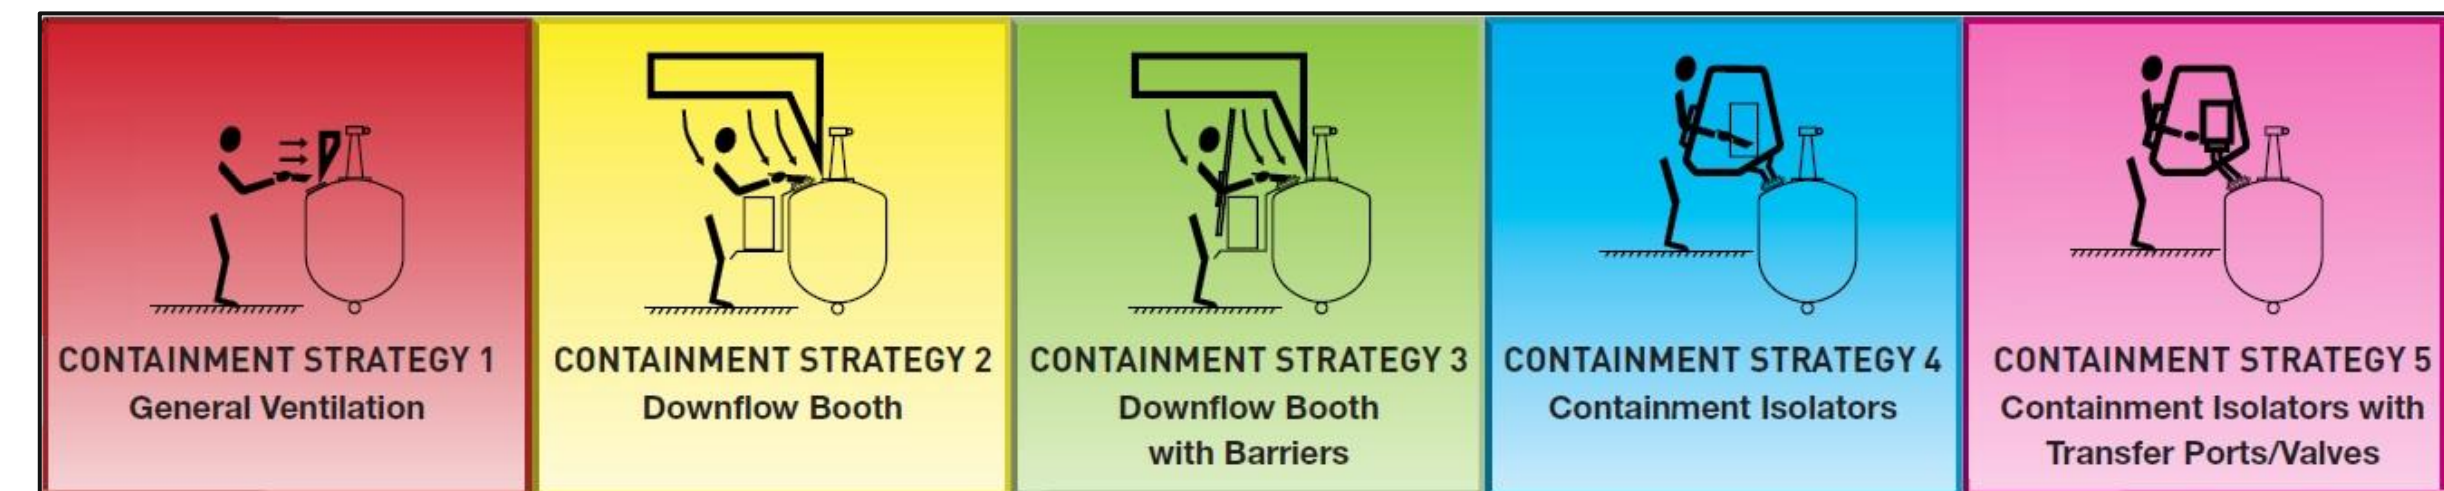 CONTAINMENT STRATEGY 1
General Ventilation
CONTAINMENT STRATEGY 2
Downflow Booth
CONTAINMENT STRATEGY 3
Downflow Booth
with Barriers
CONTAINMENT STRATEGY 4
Containment Isolators
CONTAINMENT STRATEGY 5
Containment Isolators with
Transfer Ports/Valves